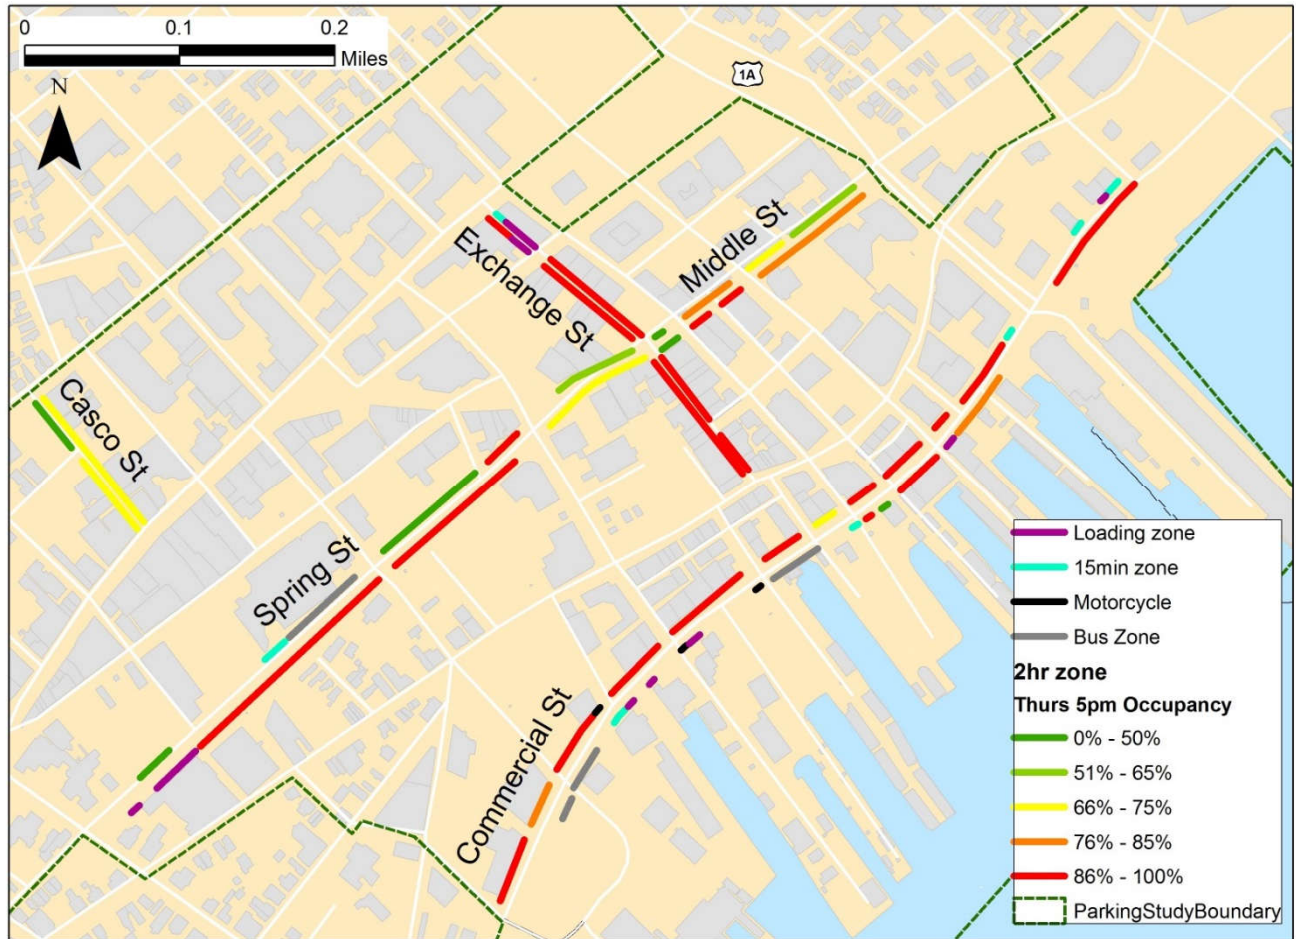 0 0.1 0.2
Miles
N
1A
Middle St
Exchange St
Casco St
Spring St
Commercial St
Loading zone
15min zone
Motorcycle
Bus Zone
2hr zone
Thurs 5pm Occupancy
0% - 50%
51% - 65%
66% - 75%
76% - 85%
86% - 100%
ParkingStudyBoundary